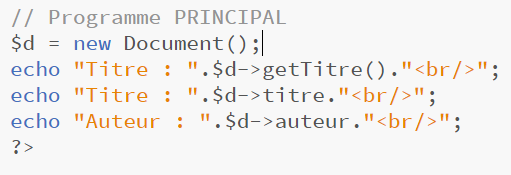 // Programme PRINCIPAL
$d = new Document();
echo "Titre : ".$d->getTitre()."<br/>";
echo "Titre : ".$d->titre."<br/>";
echo "Auteur : ".$d->auteur."<br/>";
?>